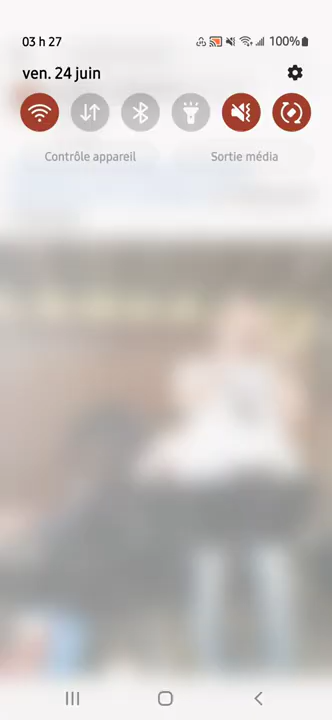 03 h 27
100%
ven. 24 juin
Contrôle appareil
Sortie média